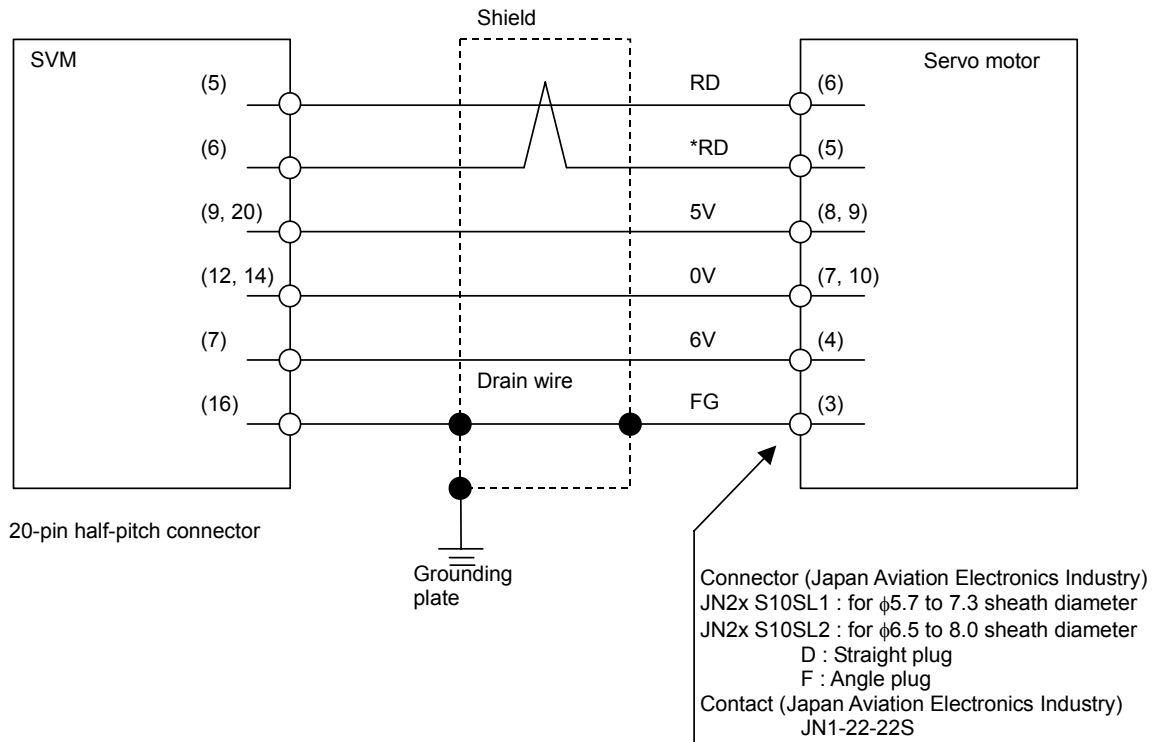 Shield
SVM
Servo motor
(5)
RD
(6)
(6)
*RD
(5)
(9, 20)
5V
(8, 9)
(12, 14)
0V
(7, 10)
(7)
6V
(4)
Drain wire
(16)
FG
(3)
20-pin half-pitch connector
Grounding
plate
Connector (Japan Aviation Electronics Industry)
JN2x S10SL1 : for ϕ5.7 to 7.3 sheath diameter
JN2x S10SL2 : for ϕ6.5 to 8.0 sheath diameter
D : Straight plug
F : Angle plug
Contact (Japan Aviation Electronics Industry)
JN1-22-22S